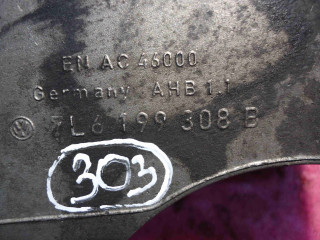 EN AC 46000
Germany AHB 1.1
7L6 199 308 B
303